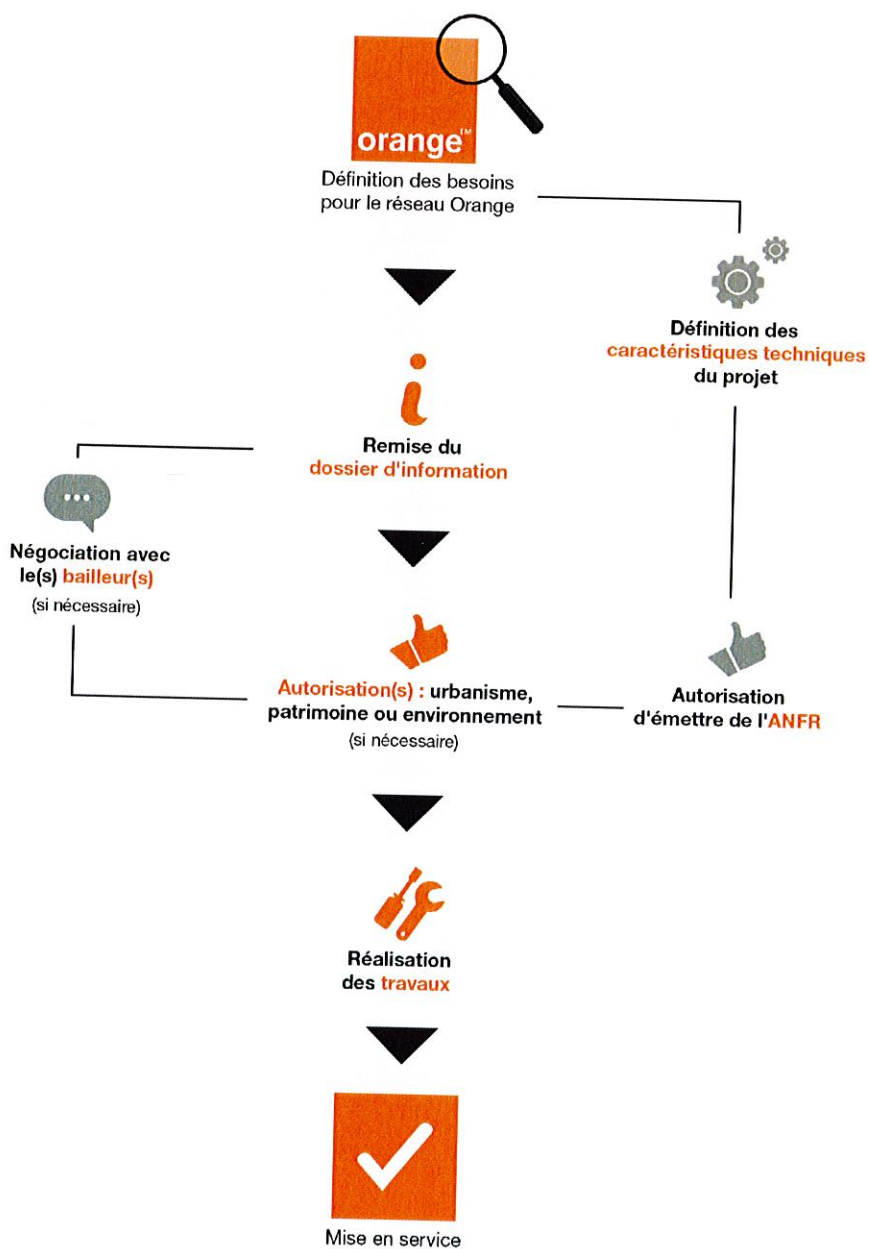 orange™
Définition des besoins
pour le réseau Orange
Définition des
caractéristiques techniques
du projet
Remise du
dossier d'information
Négociation avec
le(s) bailleur(s)
(si nécessaire)
Autorisation(s) : urbanisme,
patrimoine ou environnement
(si nécessaire)
Autorisation
d'émettre de l'ANFR
Réalisation
des travaux
Mise en service